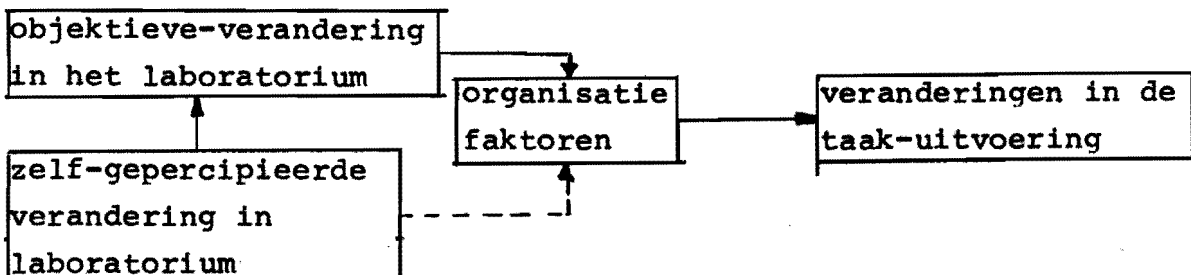 objektieve-verandering
in het laboratorium
organisatie
faktoren
veranderingen in de
taak-uitvoering
zelf-gepercipieerde
verandering in
laboratorium